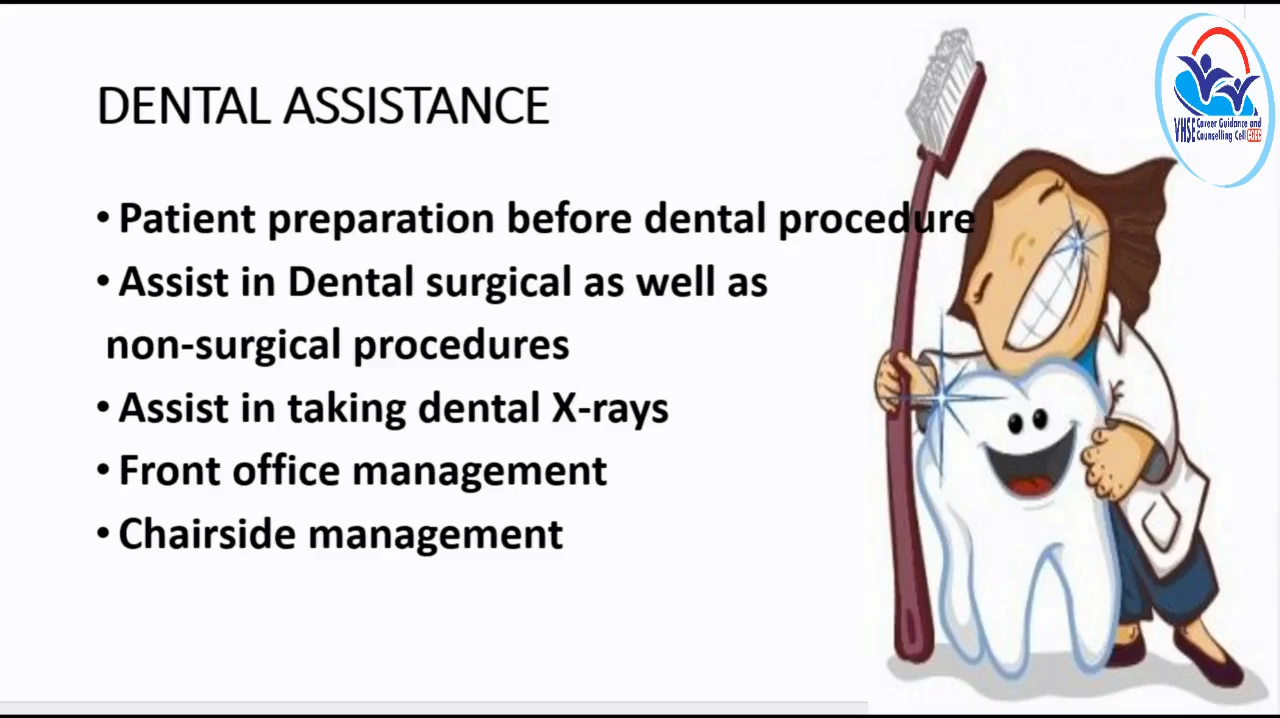 DENTAL ASSISTANCE
• Patient preparation before dental procedure
• Assist in Dental surgical as well as
non-surgical procedures
• Assist in taking dental X-rays
• Front office management
• Chairside management
VHSE Career Guidance and
Counselling Cell CGCC